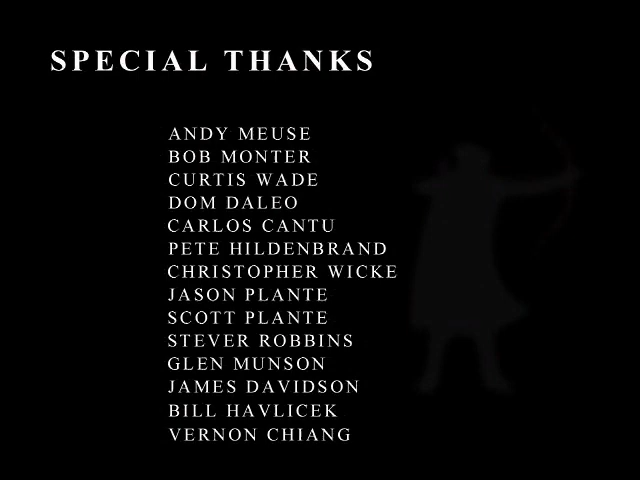 SPECIAL THANKS
ANDY MEUSE
BOB MONTER
CURTIS WADE
DOM DALEO
CARLOS CANTU
PETE HILDENBRAND
CHRISTOPHER WICKE
JASON PLANTE
SCOTT PLANTE
STEVER ROBBINS
GLEN MUNSON
JAMES DAVIDSON
BILL HAVLICEK
VERNON CHIANG